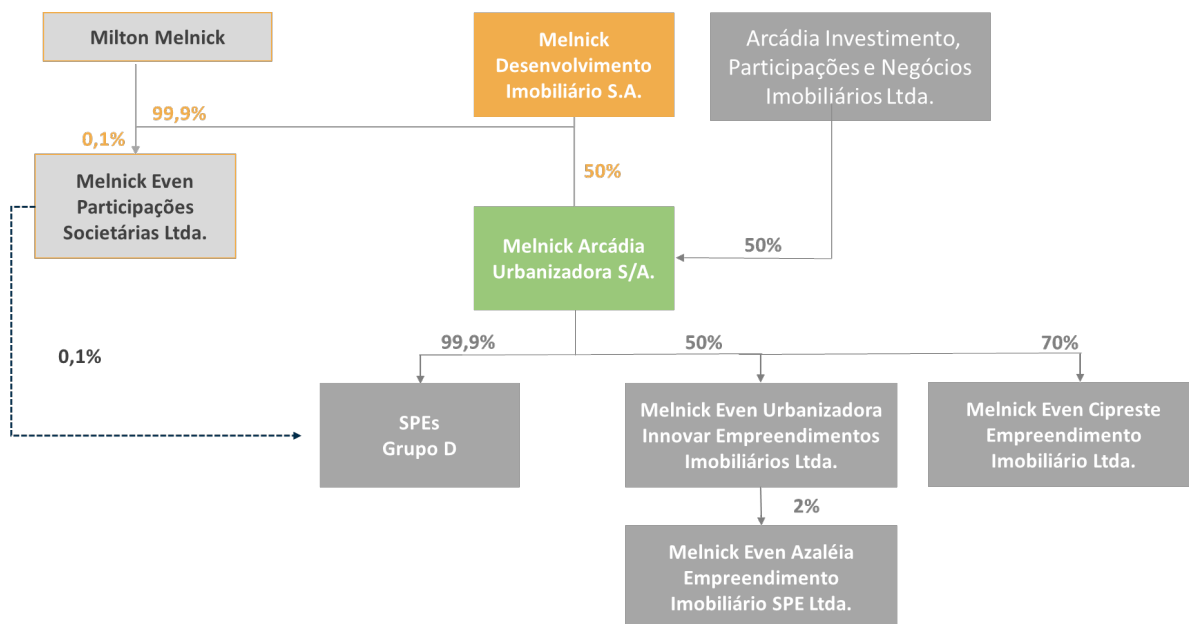 Milton Melnick
Melnick
Desenvolvimento
Imobiliário S.A.
Arcádia Investimento,
Participações e Negócios
Imobiliários Ltda.
99,9%
0,1%
Melnick Even
Participações
Societárias Ltda.
50%
Melnick Arcádia
Urbanizadora S/A.
50%
0,1%
99,9%
50%
70%
SPEs
Grupo D
Melnick Even Urbanizadora
Innovar Empreendimentos
Imobiliários Ltda.
Melnick Even Cipreste
Empreendimento
Imobiliário Ltda.
2%
Melnick Even Azaléia
Empreendimento
Imobiliário SPE Ltda.